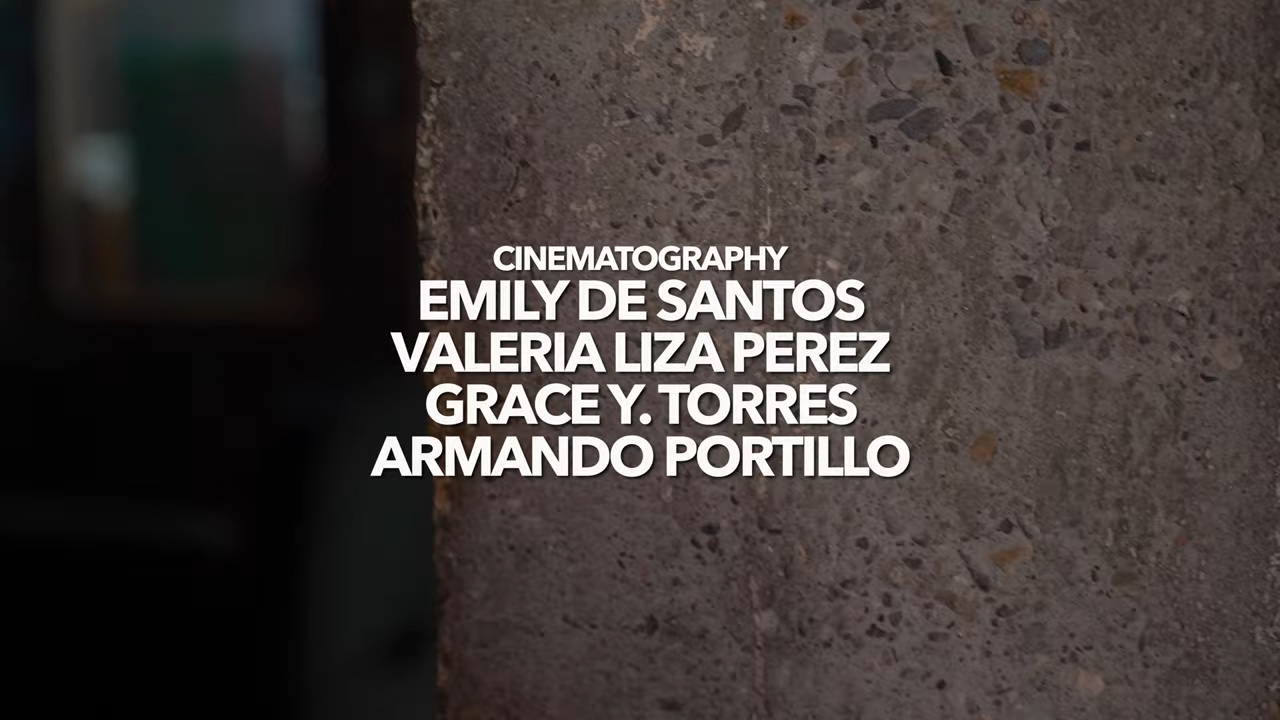 CINEMATOGRAPHY
EMILY DE SANTOS
VALERIA LIZA PEREZ
GRACE Y. TORRES
ARMANDO PORTILLO